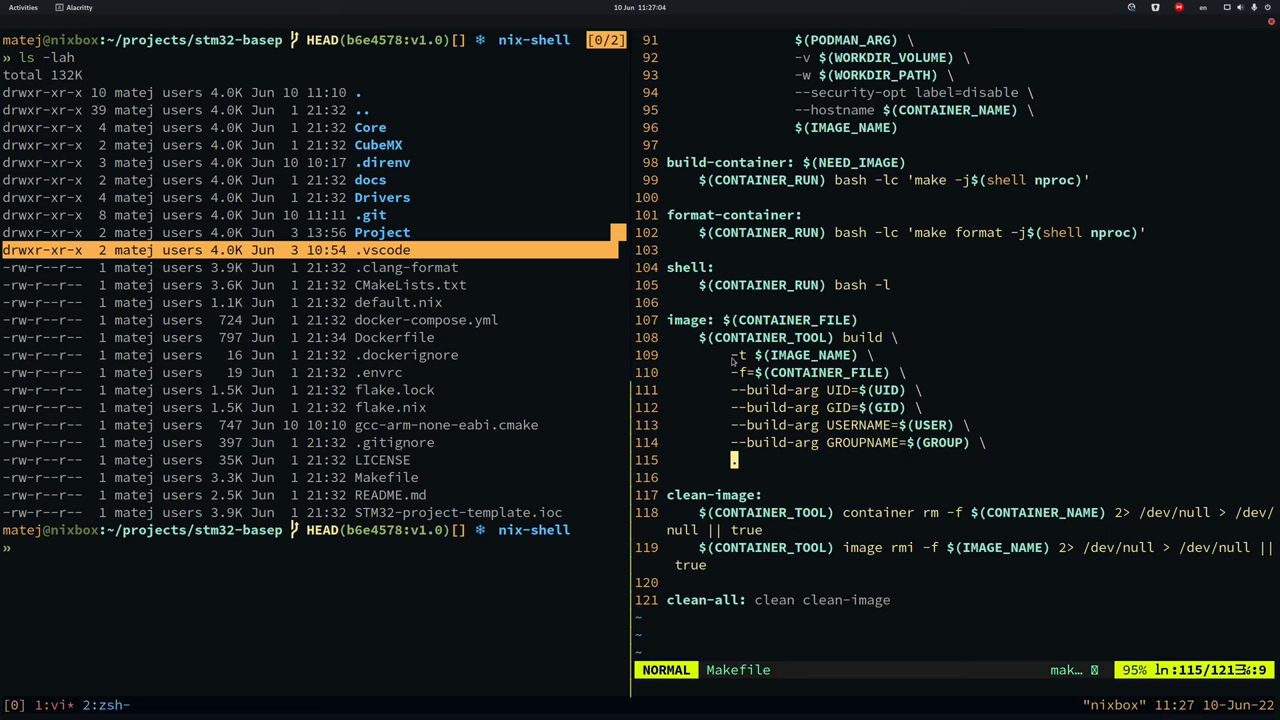 Activities
Alacritty
10 Jun 11:27:04
en
matej@nixbox:~/projects/stm32-basep HEAD(b6e4578:v1.0)[] ❄ nix-shell [0/2]
» ls -lah
total 132K
drwxr-xr-x 10 matej users 4.0K Jun 10 11:10 .
drwxr-xr-x 39 matej users 4.0K Jun 1 21:32 ..
drwxr-xr-x 4 matej users 4.0K Jun 1 21:32 Core
drwxr-xr-x 2 matej users 4.0K Jun 1 21:32 CubeMX
drwxr-xr-x 3 matej users 4.0K Jun 10 10:17 .direnv
drwxr-xr-x 2 matej users 4.0K Jun 1 21:32 docs
drwxr-xr-x 4 matej users 4.0K Jun 1 21:32 Drivers
drwxr-xr-x 8 matej users 4.0K Jun 10 11:11 .git
drwxr-xr-x 2 matej users 4.0K Jun 3 13:56 Project
drwxr-xr-x 2 matej users 4.0K Jun 3 10:54 .vscode
-rw-r--r-- 1 matej users 3.9K Jun 1 21:32 .clang-format
-rw-r--r-- 1 matej users 3.6K Jun 1 21:32 CMakeLists.txt
-rw-r--r-- 1 matej users 1.1K Jun 1 21:32 default.nix
-rw-r--r-- 1 matej users 724 Jun 1 21:32 docker-compose.yml
-rw-r--r-- 1 matej users 797 Jun 1 21:34 Dockerfile
-rw-r--r-- 1 matej users 16 Jun 1 21:32 .dockerignore
-rw-r--r-- 1 matej users 19 Jun 1 21:32 .envrc
-rw-r--r-- 1 matej users 1.5K Jun 1 21:32 flake.lock
-rw-r--r-- 1 matej users 1.5K Jun 1 21:32 flake.nix
-rw-r--r-- 1 matej users 747 Jun 10 10:10 gcc-arm-none-eabi.cmake
-rw-r--r-- 1 matej users 397 Jun 1 21:32 .gitignore
-rw-r--r-- 1 matej users 35K Jun 1 21:32 LICENSE
-rw-r--r-- 1 matej users 3.3K Jun 1 21:32 Makefile
-rw-r--r-- 1 matej users 2.5K Jun 1 21:32 README.md
-rw-r--r-- 1 matej users 3.9K Jun 1 21:32 STM32-project-template.ioc
matej@nixbox:~/projects/stm32-basep HEAD(b6e4578:v1.0)[] ❄ nix-shell
»
91 $(PODMAN_ARG) \
92 -v $(WORKDIR_VOLUME) \
93 -w $(WORKDIR_PATH) \
94 --security-opt label=disable \
95 --hostname $(CONTAINER_NAME) \
96 $(IMAGE_NAME)
97
98 build-container: $(NEED_IMAGE)
99 $(CONTAINER_RUN) bash -lc 'make -j$(shell nproc)'
100
101 format-container:
102 $(CONTAINER_RUN) bash -lc 'make format -j$(shell nproc)'
103
104 shell:
105 $(CONTAINER_RUN) bash -l
106
107 image: $(CONTAINER_FILE)
108 $(CONTAINER_TOOL) build \
109 -t $(IMAGE_NAME) \
110 -f=$(CONTAINER_FILE) \
111 --build-arg UID=$(UID) \
112 --build-arg GID=$(GID) \
113 --build-arg USERNAME=$(USER) \
114 --build-arg GROUPNAME=$(GROUP) \
115 .
116
117 clean-image:
118 $(CONTAINER_TOOL) container rm -f $(CONTAINER_NAME) 2> /dev/null > /dev/
null || true
119 $(CONTAINER_TOOL) image rmi -f $(IMAGE_NAME) 2> /dev/null > /dev/null ||
true
120
121 clean-all: clean clean-image
~
~
~
NORMAL Makefile mak… 95% ln:115/121☰℅:9
[0] 1:vi* 2:zsh-
"nixbox" 11:27 10-Jun-22